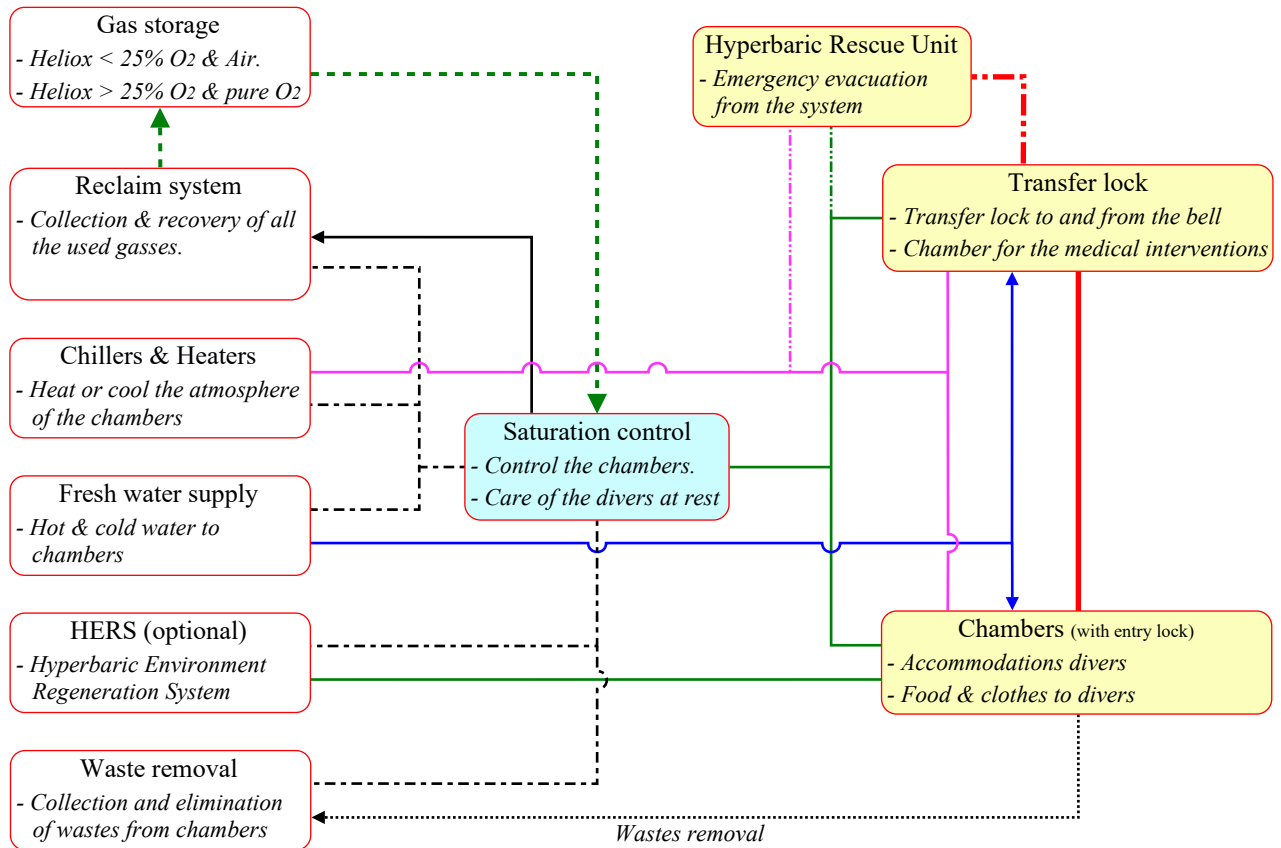 Gas storage
- Heliox < 25% O2 & Air.
- Heliox > 25% O2 & pure O2
Hyperbaric Rescue Unit
- Emergency evacuation
from the system
Reclaim system
- Collection & recovery of all
the used gasses.
Transfer lock
- Transfer lock to and from the bell
- Chamber for the medical interventions
Chillers & Heaters
- Heat or cool the atmosphere
of the chambers
Saturation control
- Control the chambers.
- Care of the divers at rest
Fresh water supply
- Hot & cold water to
chambers
HERS (optional)
- Hyperbaric Environment
Regeneration System
Chambers (with entry lock)
- Accommodations divers
- Food & clothes to divers
Waste removal
- Collection and elimination
of wastes from chambers
Wastes removal